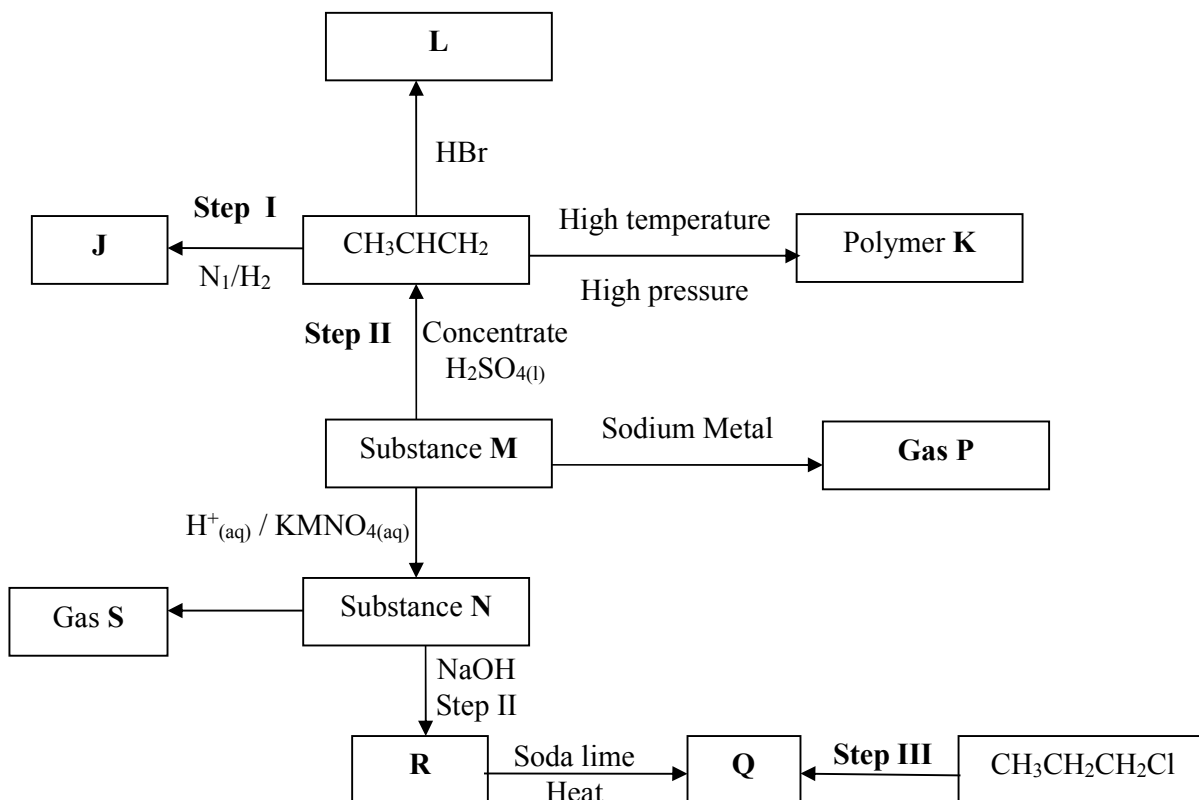 L
HBr
Step I
J
CH3CHCH2
N₁/H₂
High temperature
High pressure
Polymer K
Step II
Concentrate
H₂SO₄₍ₗ₎
Substance M
Sodium Metal
Gas P
H⁺(aq) / KMNO₄(aq)
Gas S
Substance N
NaOH
Step II
R
Soda lime
Heat
Q
Step III
CH₃CH₂CH₂Cl